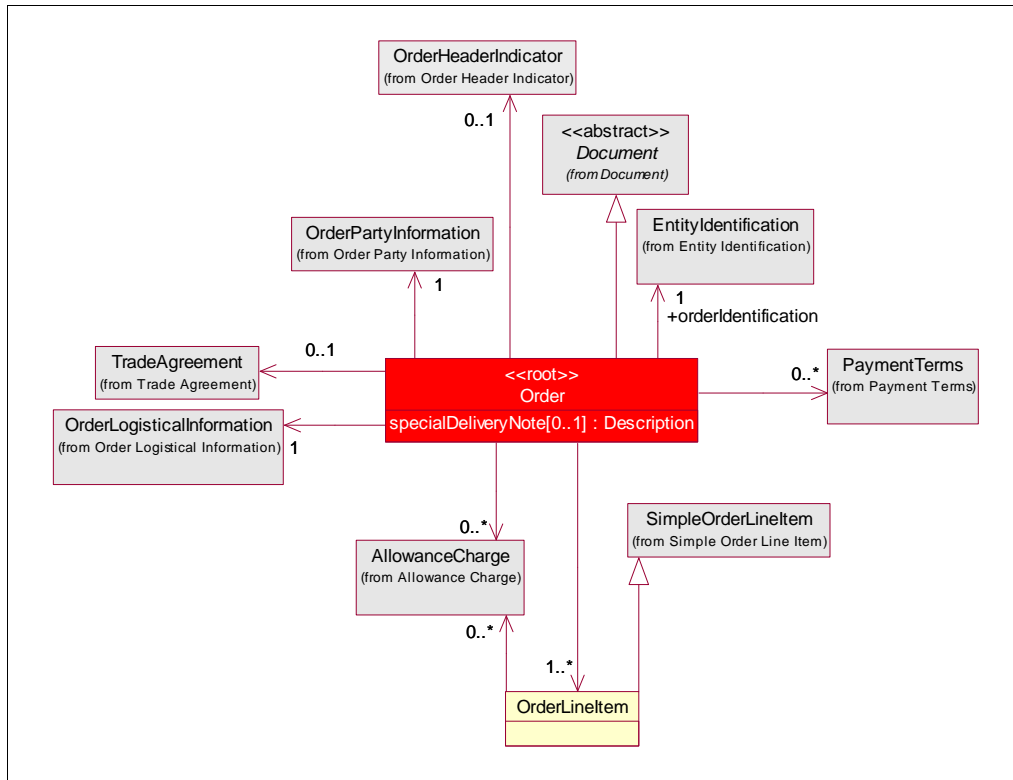 OrderHeaderIndicator
(from Order Header Indicator)
0..1
<<abstract>>
Document
(from Document)
OrderPartyInformation
(from Order Party Information)
1
EntityIdentification
(from Entity Identification)
1
+orderIdentification
TradeAgreement
(from Trade Agreement)
0..1
<<root>>
Order
specialDeliveryNote[0..1] : Description
0..*
PaymentTerms
(from Payment Terms)
OrderLogisticalInformation
(from Order Logistical Information)
1
0..*
AllowanceCharge
(from Allowance Charge)
0..*
SimpleOrderLineItem
(from Simple Order Line Item)
1..*
OrderLineItem